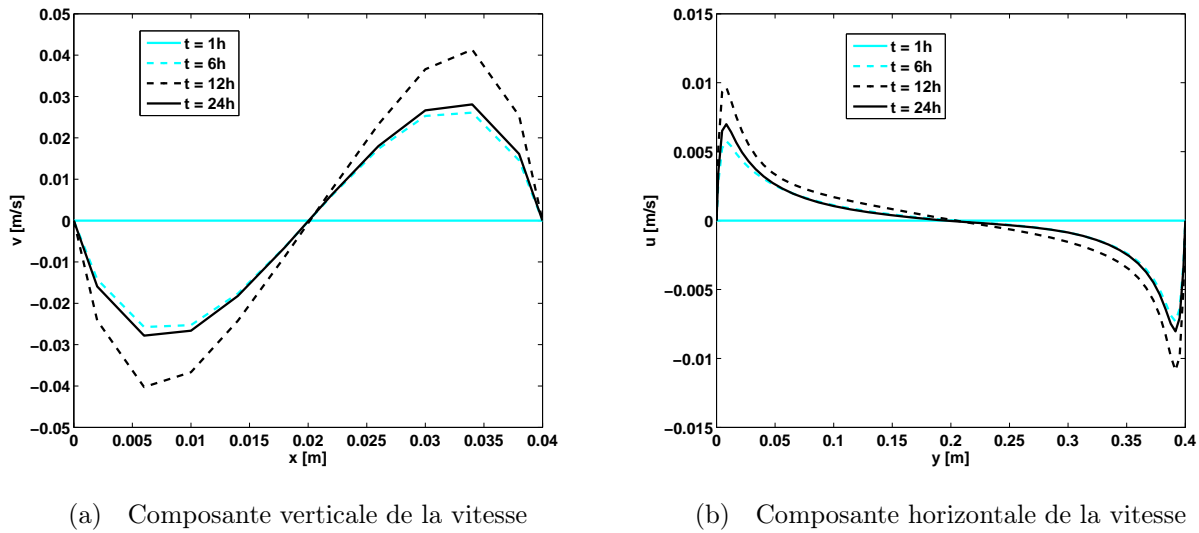 t = 1h
t = 6h
t = 12h
t = 24h
0.05
0.04
0.03
0.02
0.01
0
−0.01
−0.02
−0.03
−0.04
−0.05
v [m/s]
0 0.005 0.01 0.015 0.02 0.025 0.03 0.035 0.04
x [m]
(a) Composante verticale de la vitesse
t = 1h
t = 6h
t = 12h
t = 24h
0.015
0.01
0.005
0
−0.005
−0.01
−0.015
u [m/s]
0 0.05 0.1 0.15 0.2 0.25 0.3 0.35 0.4
y [m]
(b) Composante horizontale de la vitesse